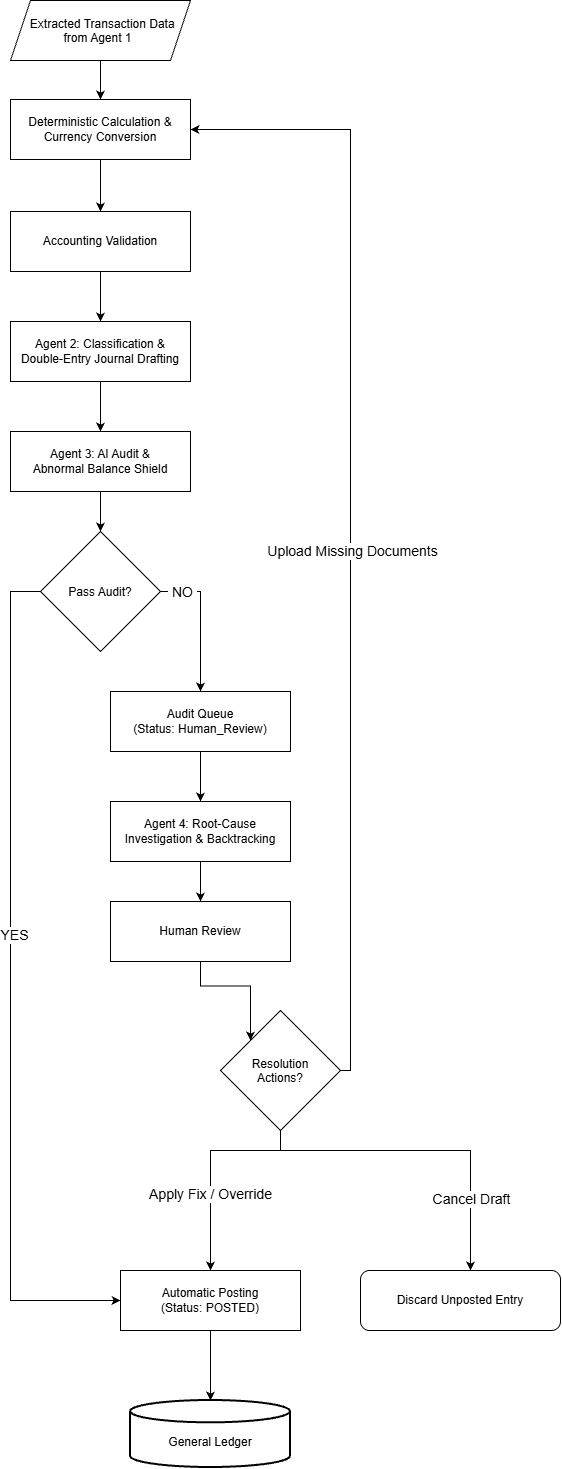 Extracted Transaction Data
from Agent 1
Deterministic Calculation &
Currency Conversion
Accounting Validation
Agent 2: Classification &
Double-Entry Journal Drafting
Agent 3: AI Audit &
Abnormal Balance Shield
Upload Missing Documents
Pass Audit?
NO
Audit Queue
(Status: Human_Review)
Agent 4: Root-Cause
Investigation & Backtracking
YES
Human Review
Resolution
Actions?
Apply Fix / Override
Cancel Draft
Automatic Posting
(Status: POSTED)
Discard Unposted Entry
General Ledger